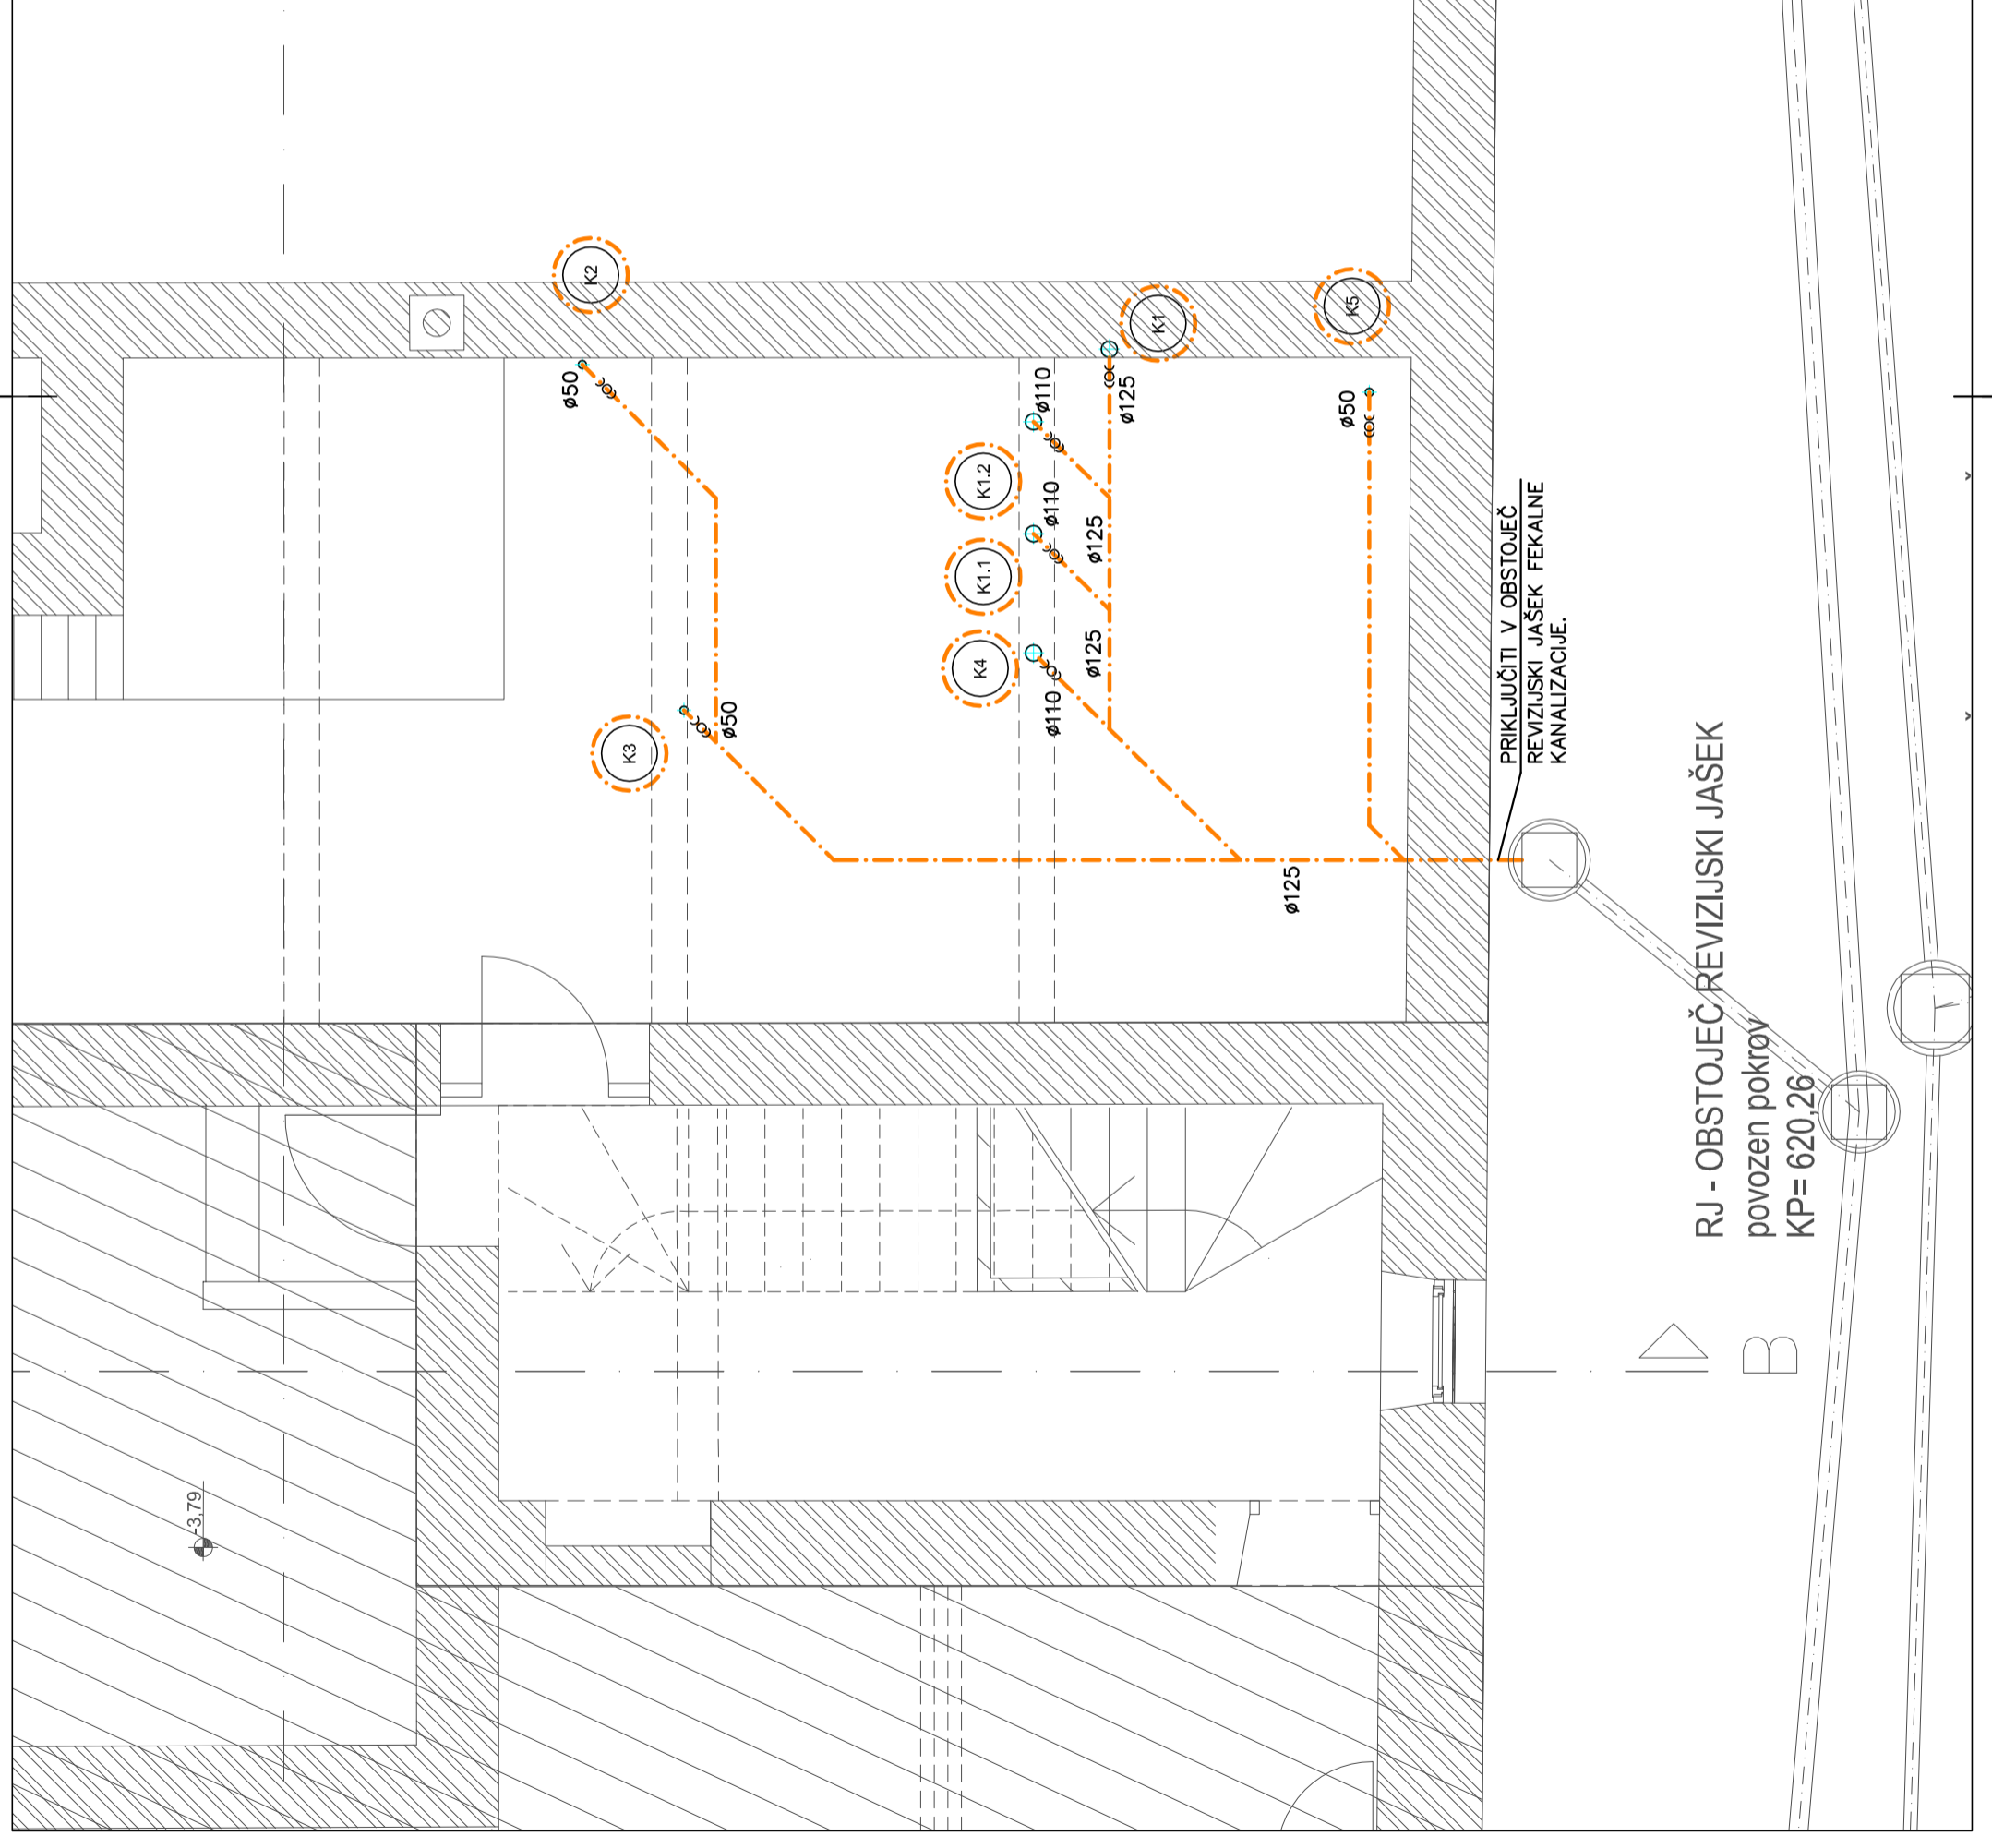 K2
ø50
K3
ø50
K1.2
ø110
K1.1
ø110
K4
ø110
K1
ø125
ø125
ø125
K5
ø50
ø125
PRIKLJUČITI V OBSTOJEČ
REVIZIJSKI JAŠEK FEKALNE
KANALIZACIJE.
RJ - OBSTOJEČ REVIZIJSKI JAŠEK
povozen pokrov
KP= 620,26
B
-3,79